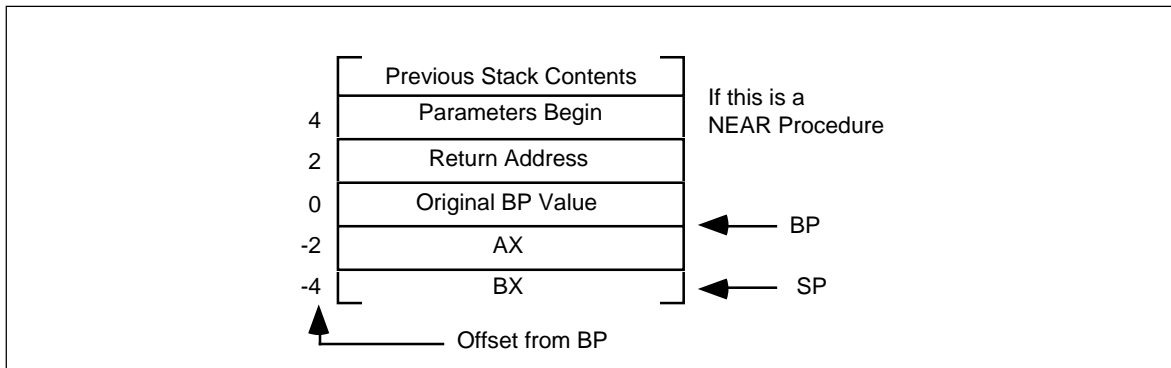 Previous Stack Contents
If this is a
NEAR Procedure
4 Parameters Begin
2 Return Address
0 Original BP Value
BP
-2 AX
-4 BX
SP
Offset from BP